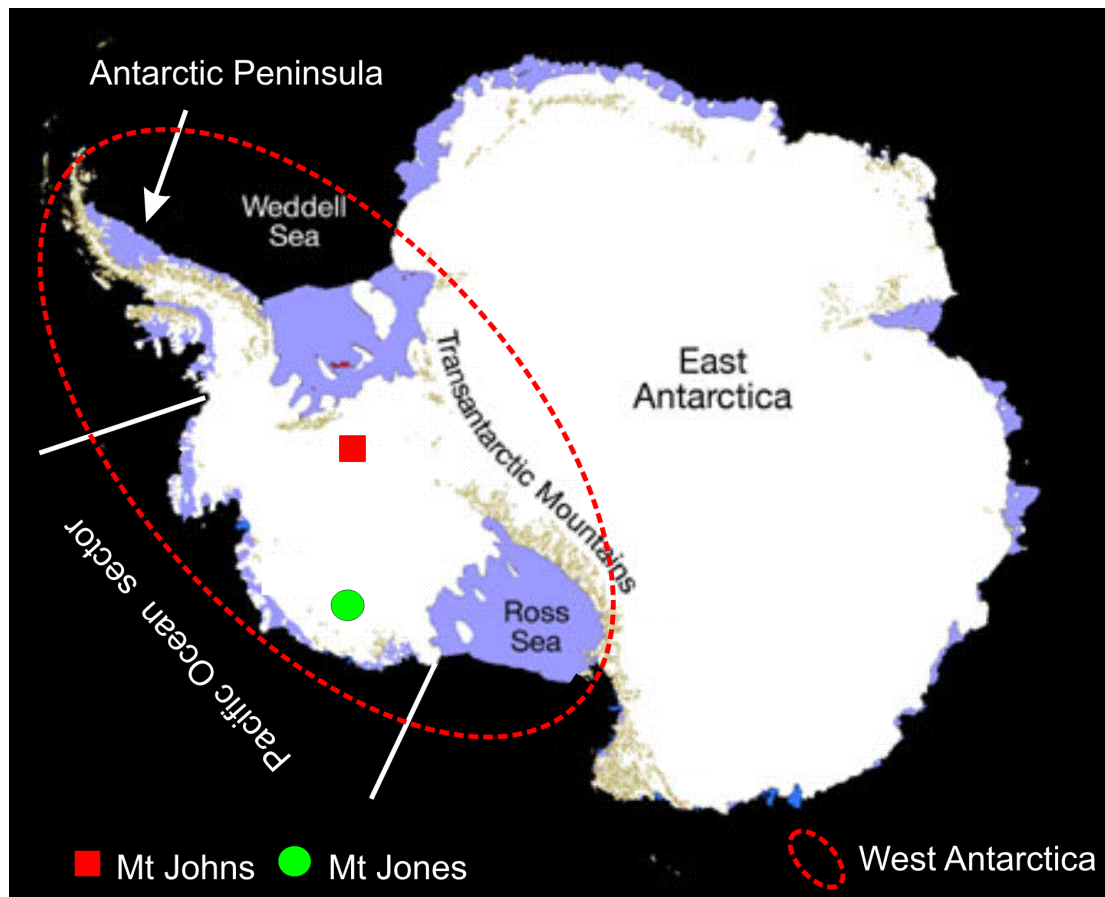 Antarctic Peninsula
Weddell
Sea
East
Antarctica
Transantarctic Mountains
Ross
Sea
Pacific Ocean sector
Mt Johns
Mt Jones
West Antarctica